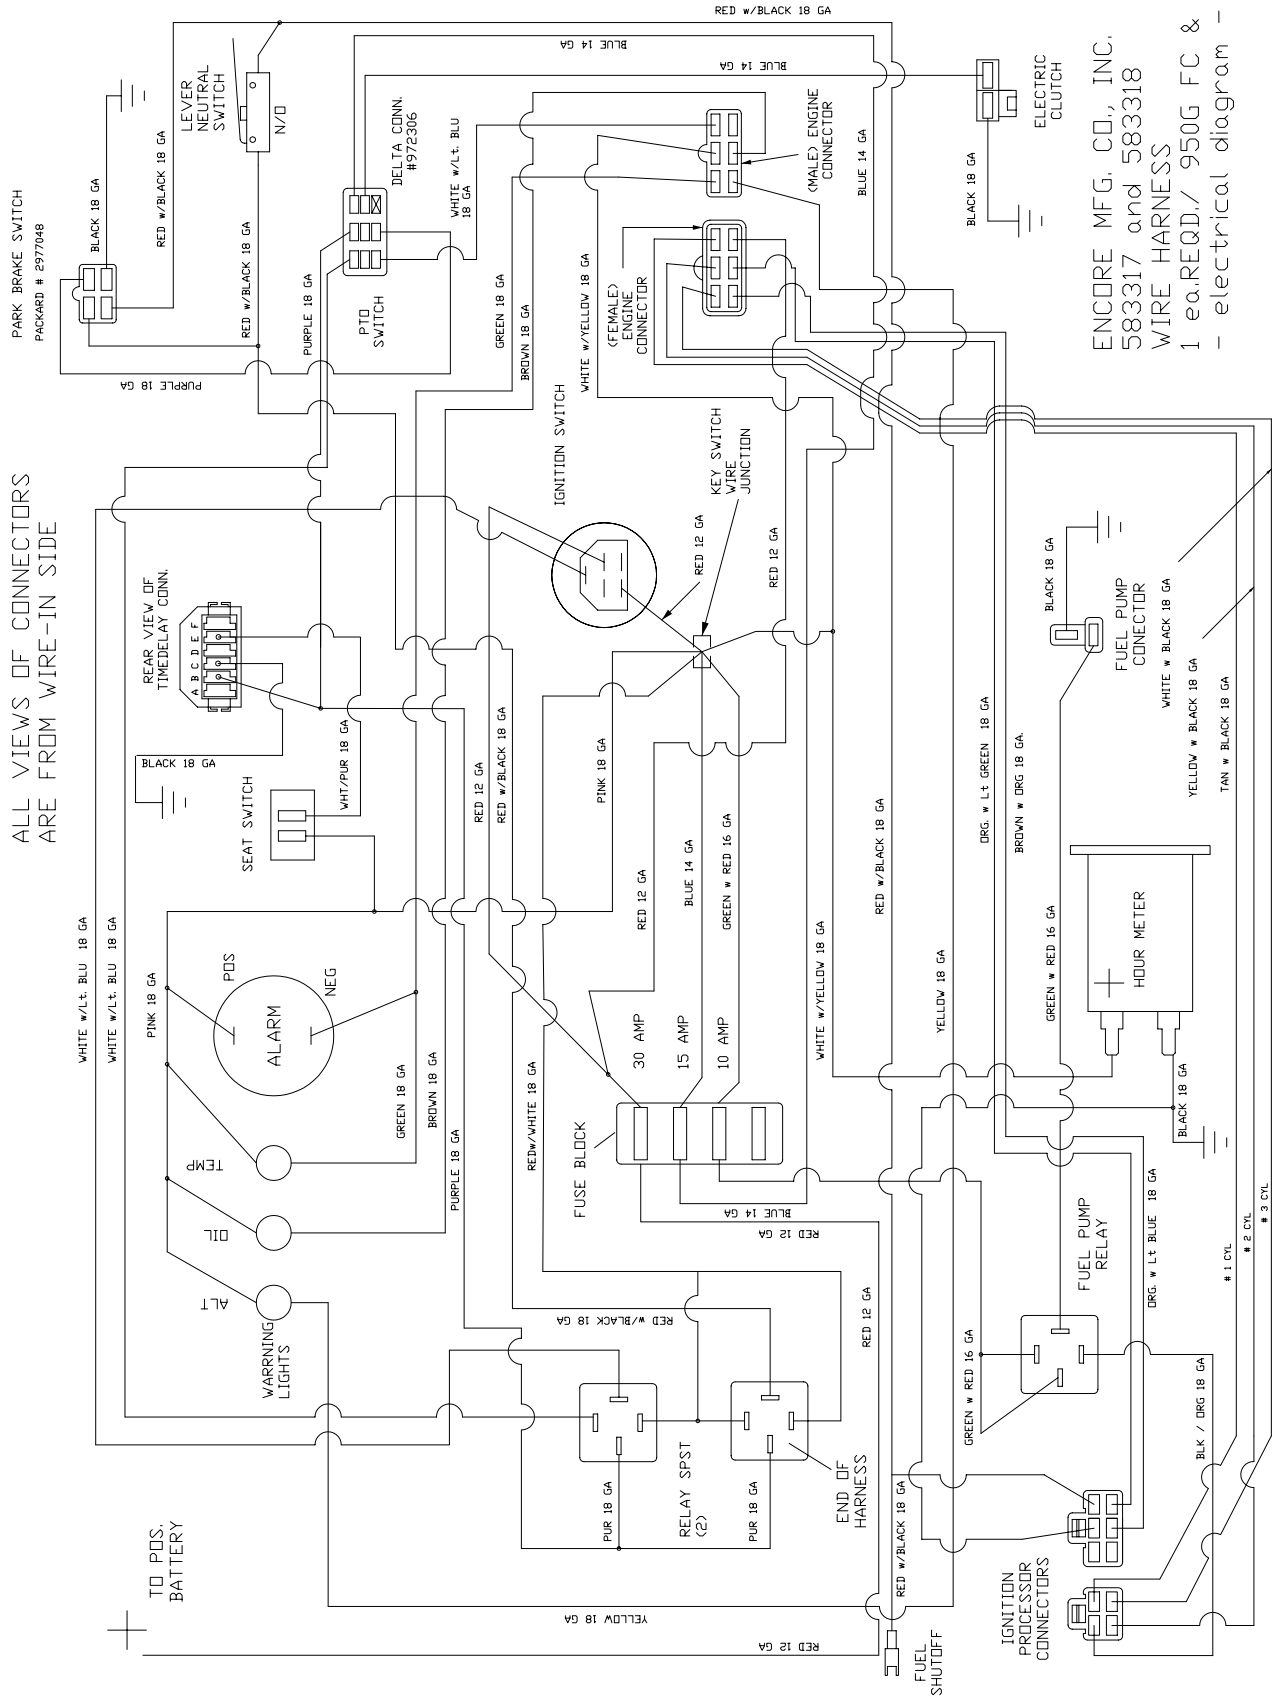 ALL VIEWS OF CONNECTORS
ARE FROM WIRE-IN SIDE
TO POS.
BATTERY
WHITE w/Lt. BLU 18 GA
WHITE w/Lt. BLU 18 GA
PINK 18 GA
WARRNING
LIGHTS
ALT
OIL
TEMP
ALARM
POS
NEG
SEAT SWITCH
BLACK 18 GA
WHT/PUR 18 GA
REAR VIEW OF
TIMEDELAY CONN.
A B C D E F
PURPLE 18 GA
PARK BRAKE SWITCH
PACKARD # 2977048
BLACK 18 GA
RED w/BLACK 18 GA
LEVER
NEUTRAL
SWITCH
N/O
RED w/BLACK 18 GA
PURPLE 18 GA
PTO
SWITCH
DELTA CONN.
#972306
WHITE w/Lt. BLU
18 GA
GREEN 18 GA
BROWN 18 GA
WHITE w/YELLOW 18 GA
RED w/BLACK 18 GA
BLUE 14 GA
BLUE 14 GA
GREEN 18 GA
BROWN 18 GA
PURPLE 18 GA
RED 12 GA
RED w/BLACK 18 GA
IGNITION SWITCH
KEY SWITCH
WIRE
JUNCTION
RED 12 GA
RED 12 GA
(FEMALE)
ENGINE
CONNECTOR
(MALE) ENGINE
CONNECTOR
BLUE 14 GA
ELECTRIC
CLUTCH
BLACK 18 GA
REDw/WHITE 18 GA
PINK 18 GA
RED 12 GA
BLUE 14 GA
GREEN w RED 16 GA
FUSE BLOCK
30 AMP
15 AMP
10 AMP
BLUE 14 GA
RED 12 GA
RED w/BLACK 18 GA
RED 12 GA
PUR 18 GA
RELAY SPST
(2)
PUR 18 GA
END OF
HARNESS
YELLOW 18 GA
RED 12 GA
WHITE w/YELLOW 18 GA
RED w/BLACK 18 GA
YELLOW 18 GA
ORG. w Lt GREEN 18 GA
BROWN w ORG 18 GA.
RED w/BLACK 18 GA
FUEL
SHUTOFF
GREEN w RED 16 GA
GREEN w RED 16 GA
FUEL PUMP
RELAY
HOUR METER
BLACK 18 GA
FUEL PUMP
CONECTOR
BLACK 18 GA
WHITE w BLACK 18 GA
YELLOW w BLACK 18 GA
TAN w BLACK 18 GA
ORG. w Lt BLUE 18 GA
BLK / ORG 18 GA
# 1 CYL
# 2 CYL
# 3 CYL
IGNITION
PROCESSOR
CONNECTORS
ENCORE MFG. CO., INC.
583317 and 583318
WIRE HARNESS
1 ea.REQD./ 950G FC &
- electrical diagram -